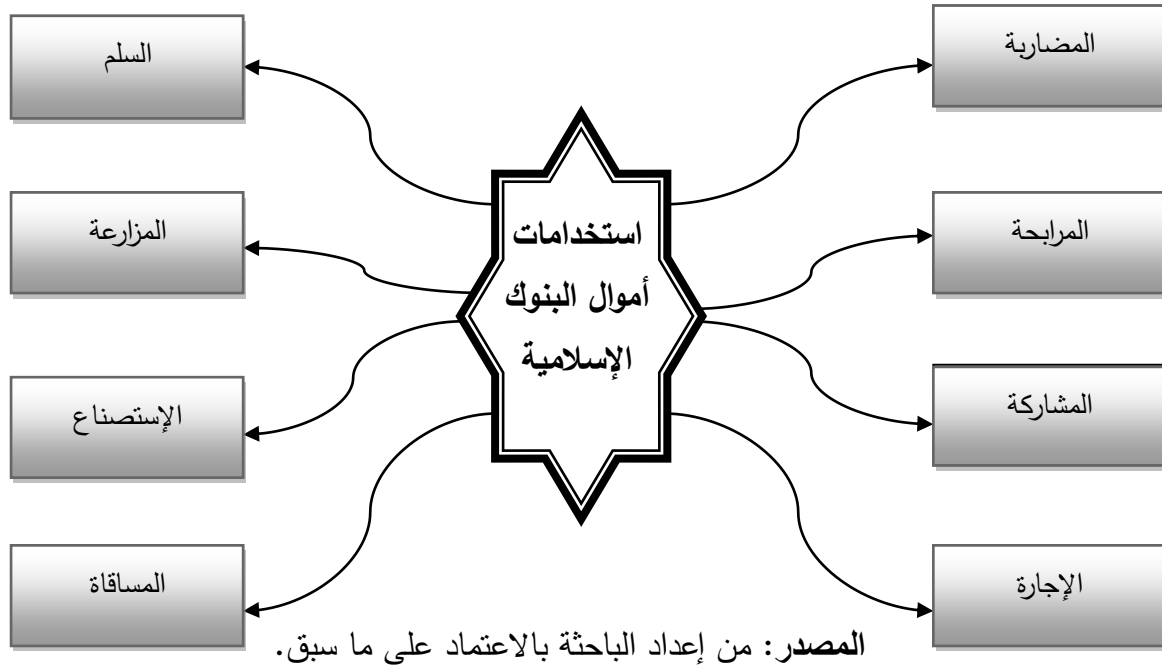 المضاربة
السلم
المرابحة
المزارعة
استخدامات
أموال البنوك
الإسلامية
المشاركة
الإستصناع
الإجارة
المساقاة
المصدر: من إعداد الباحثة بالاعتماد على ما سبق.